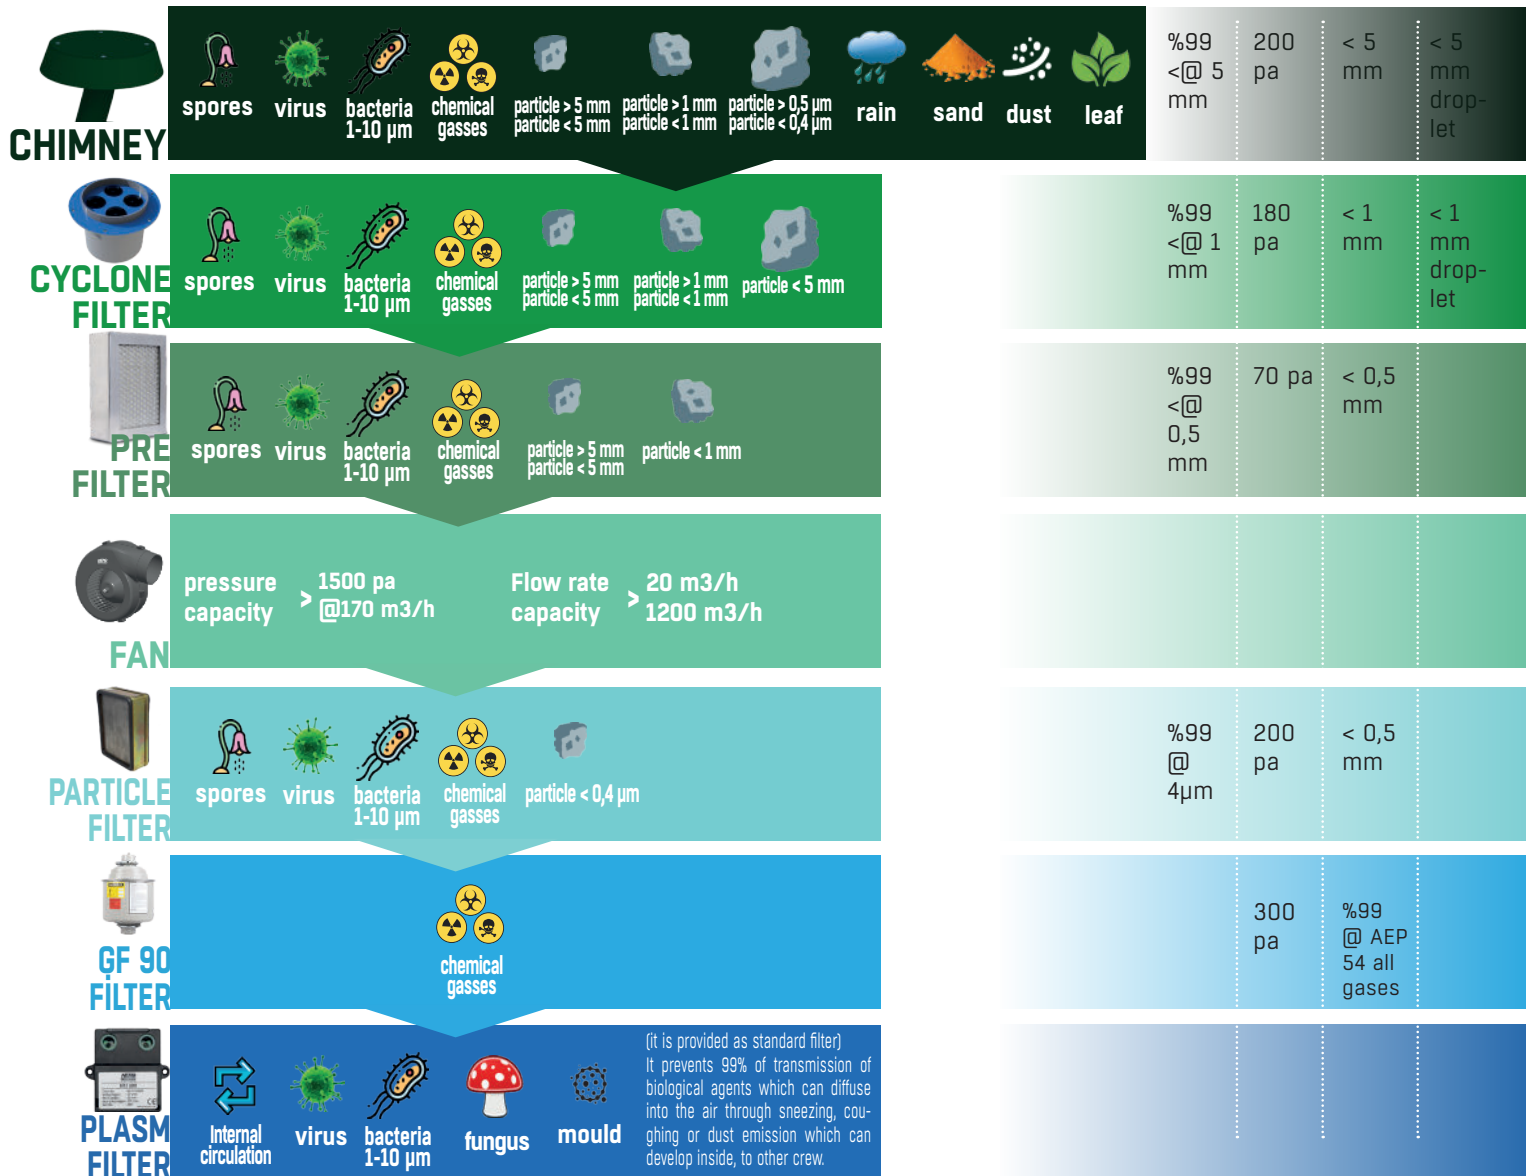 CHIMNEY
spores
virus
bacteria
1-10 µm
chemical
gasses
particle > 5 mm
particle < 5 mm
particle > 1 mm
particle < 1 mm
particle > 0,5 µm
particle < 0,4 µm
rain
sand
dust
leaf
%99
<@ 5
mm
200
pa
< 5
mm
< 5
mm
drop-
let
CYCLONE
FILTER
spores
virus
bacteria
1-10 µm
chemical
gasses
particle > 5 mm
particle < 5 mm
particle > 1 mm
particle < 1 mm
particle < 5 mm
%99
<@ 1
mm
180
pa
< 1
mm
< 1
mm
drop-
let
PRE
FILTER
spores
virus
bacteria
1-10 µm
chemical
gasses
particle > 5 mm
particle < 5 mm
particle < 1 mm
%99
<@
0,5
mm
70 pa
< 0,5
mm
FAN
pressure
capacity
>
1500 pa
@170 m3/h
Flow rate
capacity
>
20 m3/h
1200 m3/h
PARTICLE
FILTER
spores
virus
bacteria
1-10 µm
chemical
gasses
particle < 0,4 µm
%99
@
4µm
200
pa
< 0,5
mm
GF 90
FİLTER
chemical
gasses
300
pa
%99
@ AEP
54 all
gases
PLASM
FILTER
Internal
circulation
virus
bacteria
1-10 µm
fungus
mould
(it is provided as standard filter)
It prevents 99% of transmission of
biological agents which can diffuse
into the air through sneezing, cou-
ghing or dust emission which can
develop inside, to other crew.